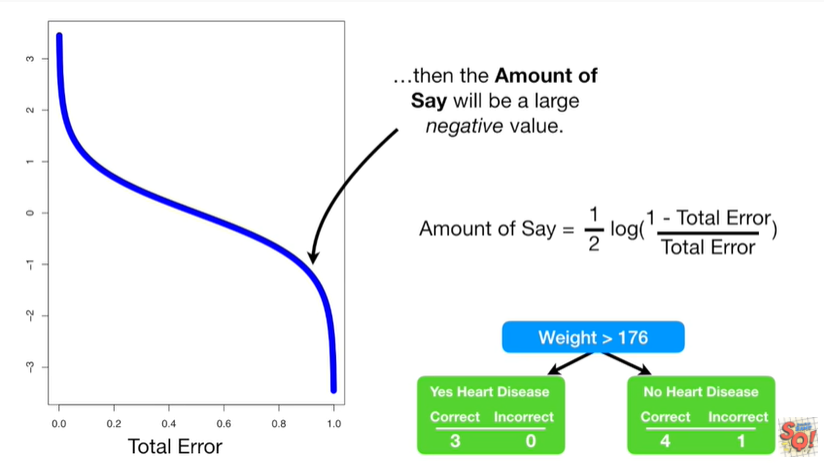 3
2
1
0
-1
-2
-3
0.0 0.2 0.4 0.6 0.8 1.0
Total Error
…then the Amount of
Say will be a large
negative value.
Amount of Say = 1/2 log(1 - Total Error/Total Error)
Weight > 176
Yes Heart Disease
Correct Incorrect
3 0
No Heart Disease
Correct Incorrect
4 1
SQ!